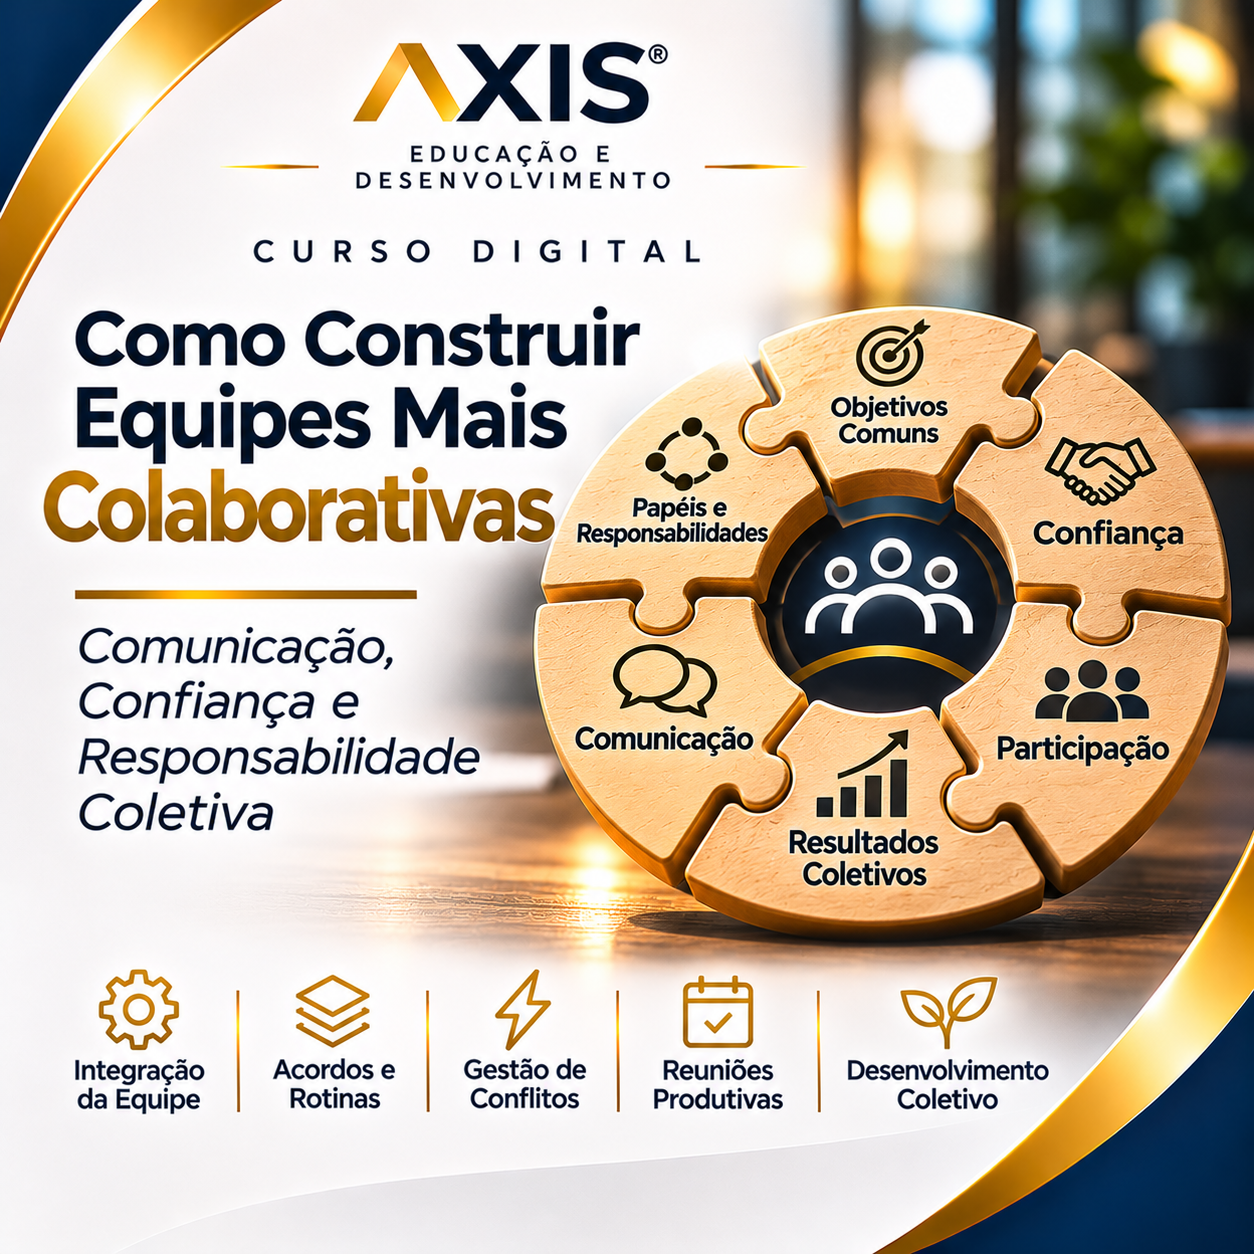 AXIS®
EDUCAÇÃO E
DESENVOLVIMENTO
CURSO DIGITAL
Como Construir
Equipes Mais
Colaborativas
Comunicação,
Confiança e
Responsabilidade
Coletiva
Objetivos
Comuns
Confiança
Participação
Resultados
Coletivos
Comunicação
Papéis e
Responsabilidades
Integração
da Equipe
Acordos e
Rotinas
Gestão de
Conflitos
Reuniões
Produtivas
Desenvolvimento
Coletivo